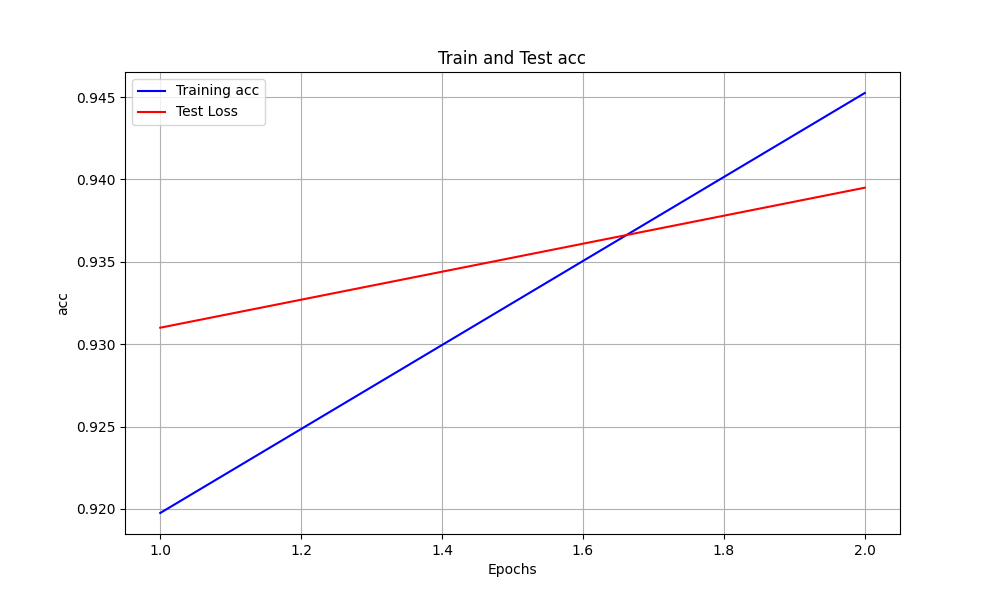 Train and Test acc
Training acc
Test Loss
0.945
0.940
0.935
0.930
0.925
0.920
acc
1.0 1.2 1.4 1.6 1.8 2.0
Epochs